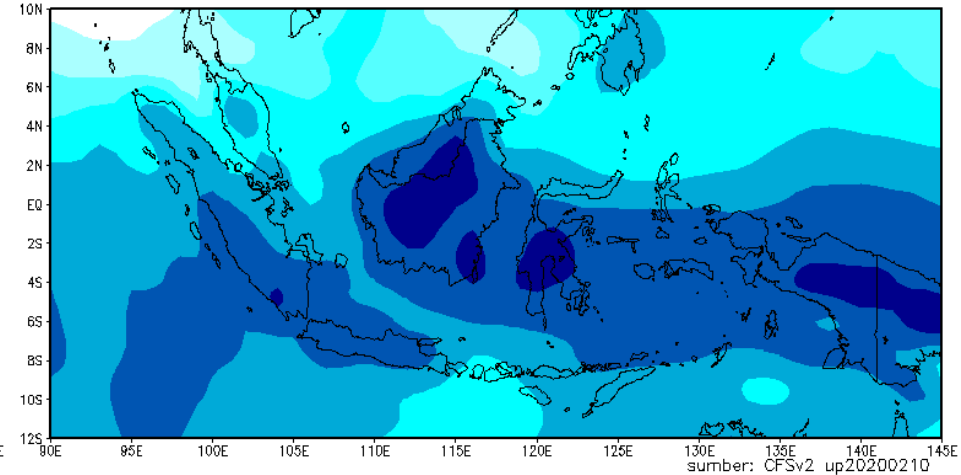 10N
8N
6N
4N
2N
EQ
2S
4S
6S
8S
10S
12S
E 90E 95E 100E 105E 110E 115E 120E 125E 130E 135E 140E 145E
sumber: CFSv2 up20200210